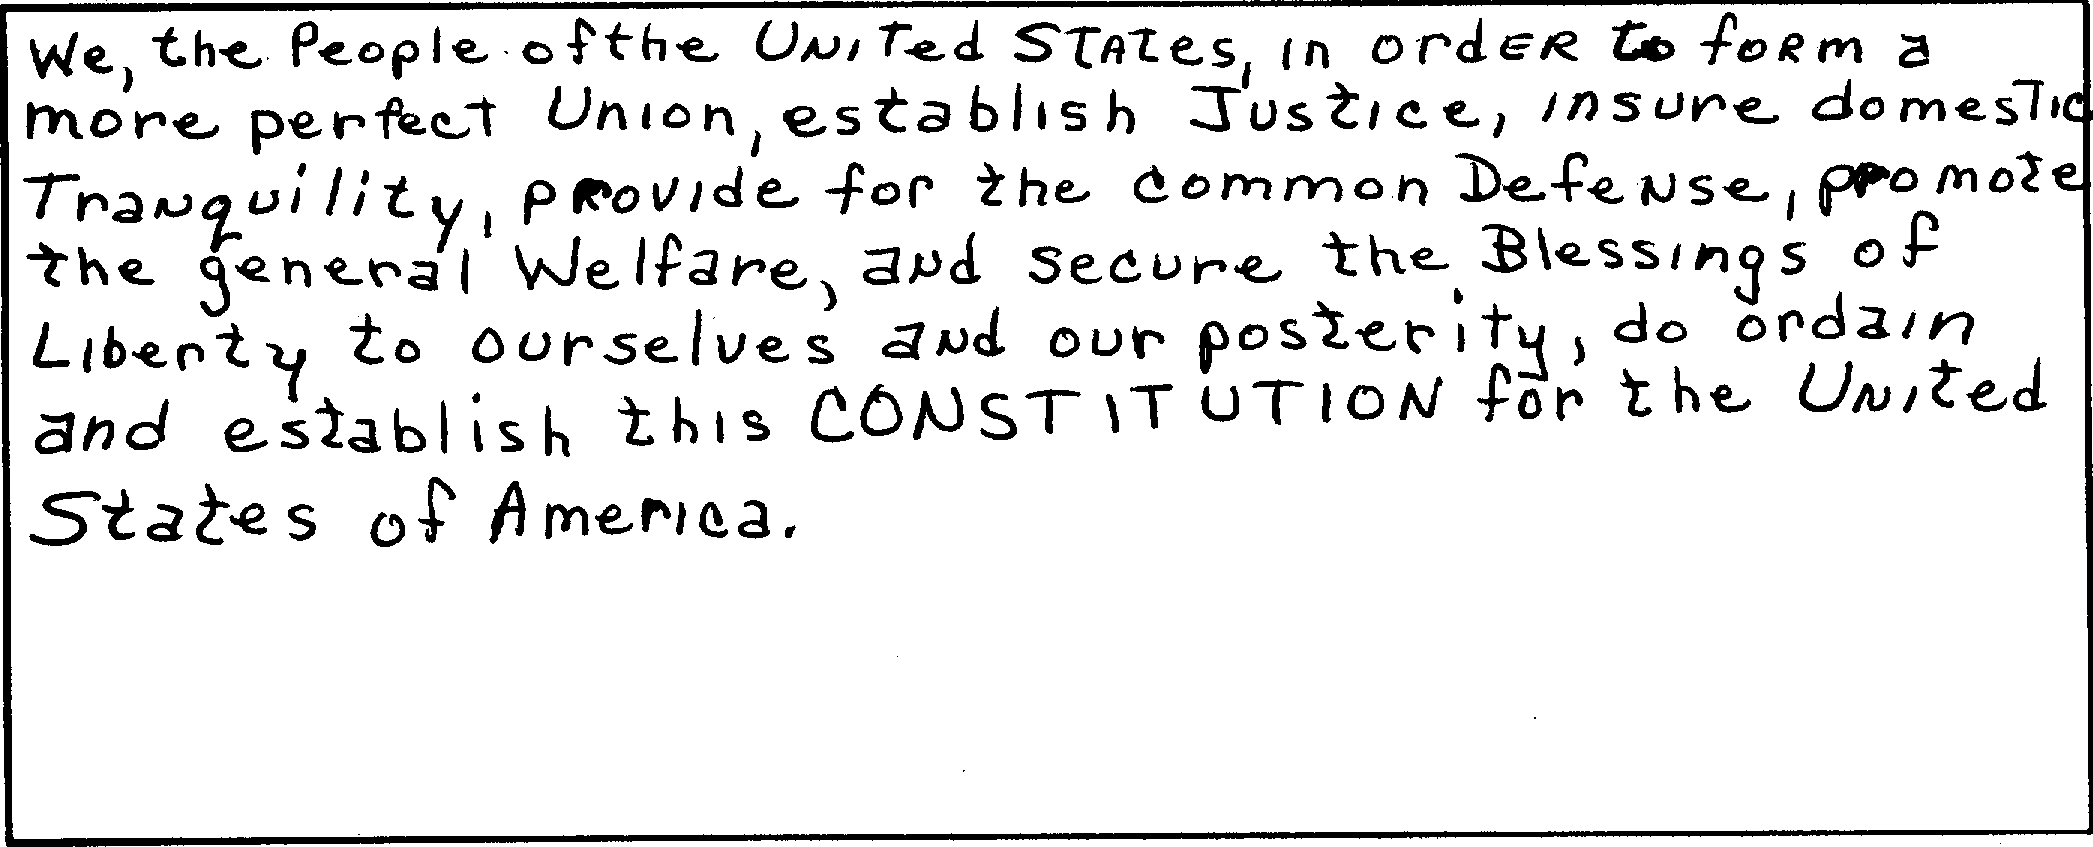 We, the People of the United States, in order to form a
more perfect Union, establish Justice, insure domestic
Tranquility, provide for the common Defense, promote
the general Welfare, and secure the Blessings of
Liberty to ourselves and our posterity, do ordain
and establish this CONSTITUTION for the United
States of America.